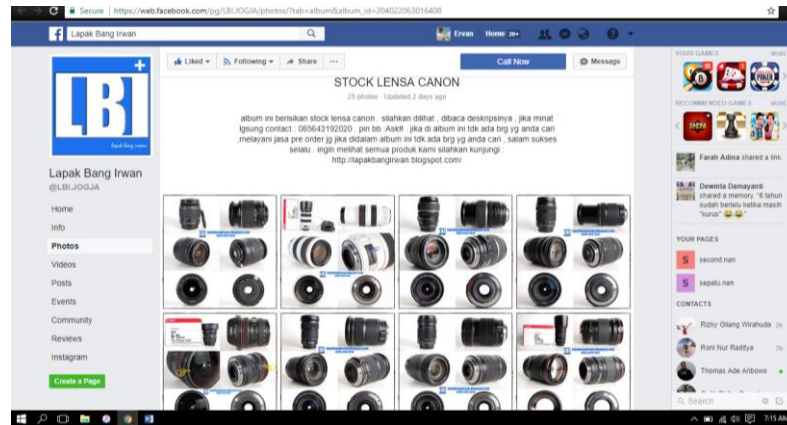 Secure | https://web.facebook.com/pg/LBI.JOGJA/photos/?tab=album&album_id=204022063016408
Lapak Bang Irwan
Ervan Home 20+
LBI
Lapak Bang Irwan
@LBI.JOGJA
Home
Info
Photos
Videos
Posts
Events
Community
Reviews
Instagram
Create a Page
Liked Following Share ... Call Now Message
STOCK LENSA CANON
25 photos · Updated 2 days ago
album ini berisikan stock lensa canon . silahkan dilihat , dibaca deskripsinya , jika minat
lgsung contact : 085643192020 . pin bb :Ask!! , jika di album ini tdk ada brg yg anda cari
,melayani jasa pre order jg jika didalam album ini tdk ada brg yg anda cari , salam sukses
selalu . ingin melihat semua produk kami silahkan kunjungi :
http://lapakbangirwan.blogspot.com/
YOUR GAMES MORE
RECOMMENDED GAMES MORE
Farah Adina shared a link.
Dewinta Damayanti
shared a memory. "8 tahun
sudah berlalu ketika masih
"kurus"
YOUR PAGES
S second.nan
S sepatu.nan
CONTACTS
Rizky Gilang Wirahuda 2h
Roni Nur Raditya 7h
Thomas Ade Aribowo
Search
7:15 AM